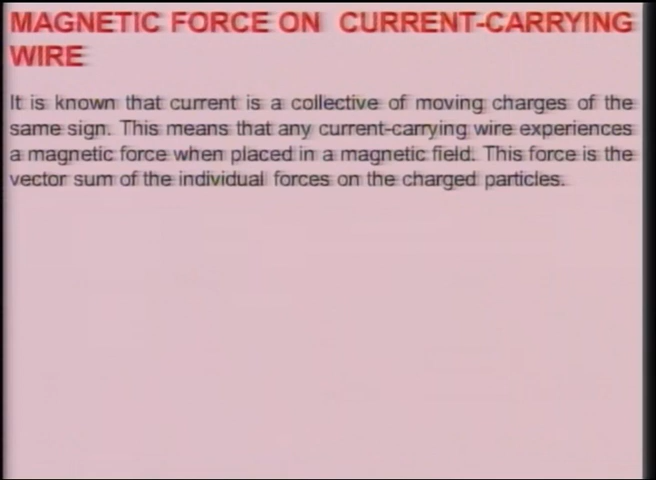 MAGNETIC FORCE ON CURRENT-CARRYING
WIRE
It is known that current is a collective of moving charges of the
same sign. This means that any current-carrying wire experiences
a magnetic force when placed in a magnetic field. This force is the
vector sum of the individual forces on the charged particles.